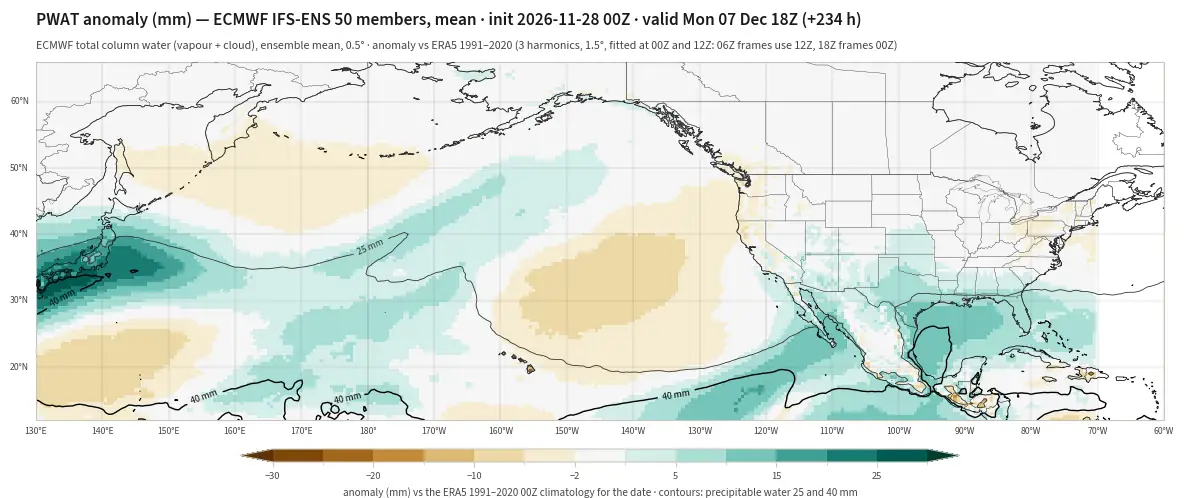 PWAT anomaly (mm) — ECMWF IFS-ENS 50 members, mean · init 2026-11-28 00Z · valid Mon 07 Dec 18Z (+234 h)
ECMWF total column water (vapour + cloud), ensemble mean, 0.5° · anomaly vs ERA5 1991–2020 (3 harmonics, 1.5°, fitted at 00Z and 12Z: 06Z frames use 12Z, 18Z frames 00Z)
60°N
50°N
40°N
30°N
20°N
25 mm
40 mm
40 mm
40 mm
40 mm
130°E 140°E 150°E 160°E 170°E 180° 170°W 160°W 150°W 140°W 130°W 120°W 110°W 100°W 90°W 80°W 70°W 60°W
−30 −20 −10 −2 5 15 25
anomaly (mm) vs the ERA5 1991–2020 00Z climatology for the date · contours: precipitable water 25 and 40 mm